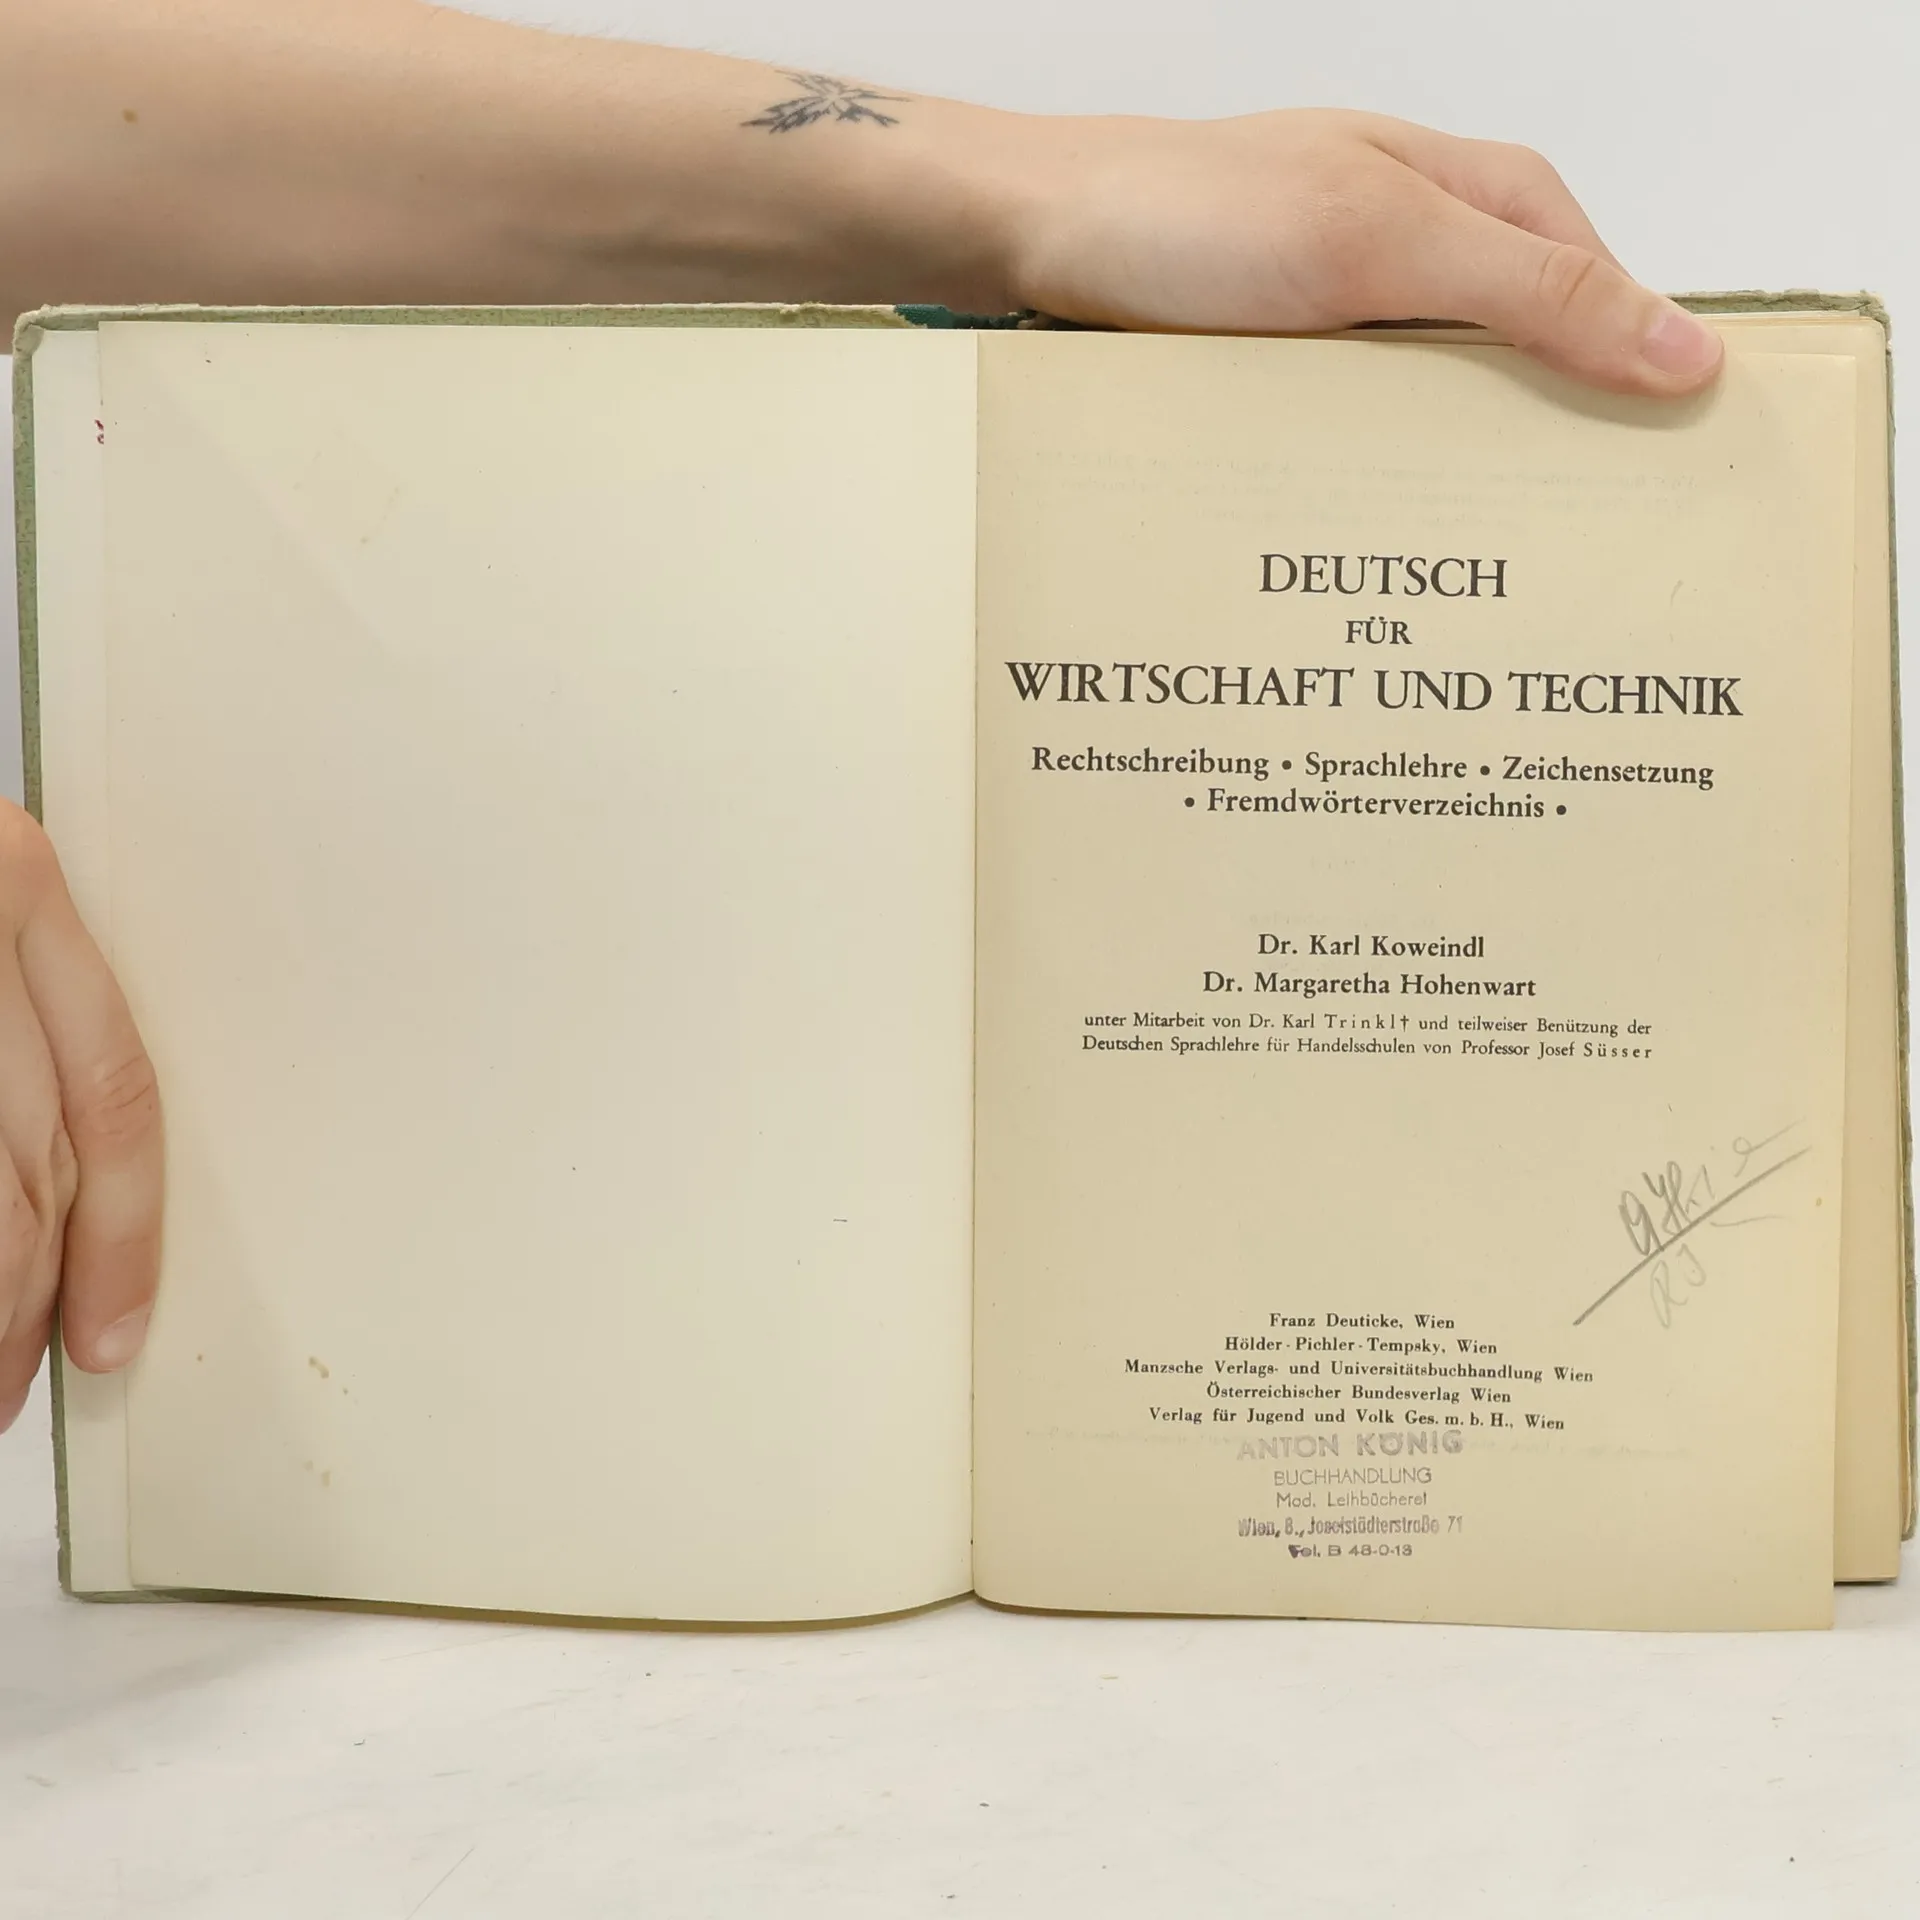 DEUTSCH
FÜR
WIRTSCHAFT UND TECHNIK
Rechtschreibung • Sprachlehre • Zeichensetzung
• Fremdwörterverzeichnis •
Dr. Karl Koweindl
Dr. Margaretha Hohenwart
unter Mitarbeit von Dr. Karl Trinkl† und teilweiser Benützung der
Deutschen Sprachlehre für Handelsschulen von Professor Josef Süsser
Franz Deuticke, Wien
Hölder-Pichler-Tempsky, Wien
Manzsche Verlags- und Universitätsbuchhandlung Wien
Österreichischer Bundesverlag Wien
Verlag für Jugend und Volk Ges. m. b. H., Wien
ANTON KÖNIG
BUCHHANDLUNG
Mod. Leihbücherei
Wien, 8., Josefstädterstraße 71
Tel. B 48-0-13